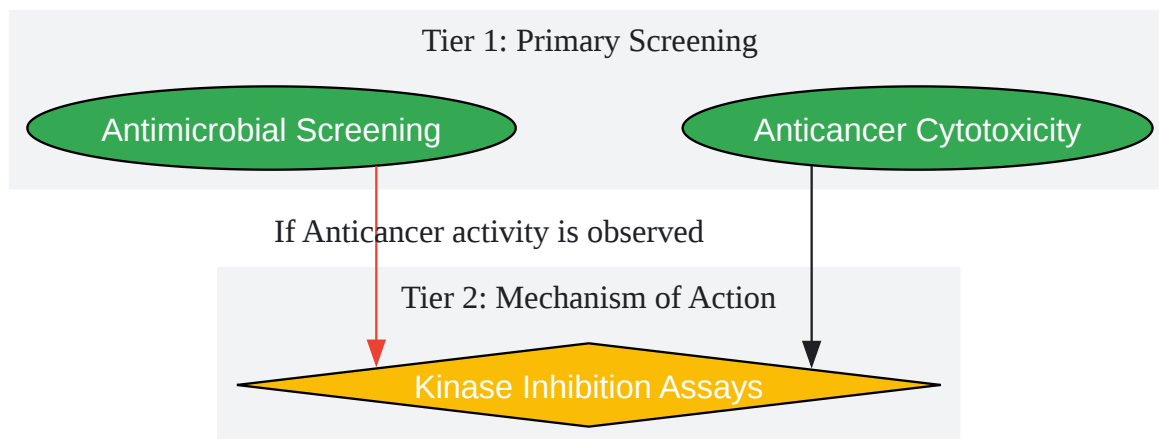 Tier 1: Primary Screening
Antimicrobial Screening
Anticancer Cytotoxicity
If Anticancer activity is observed
Tier 2: Mechanism of Action
Kinase Inhibition Assays